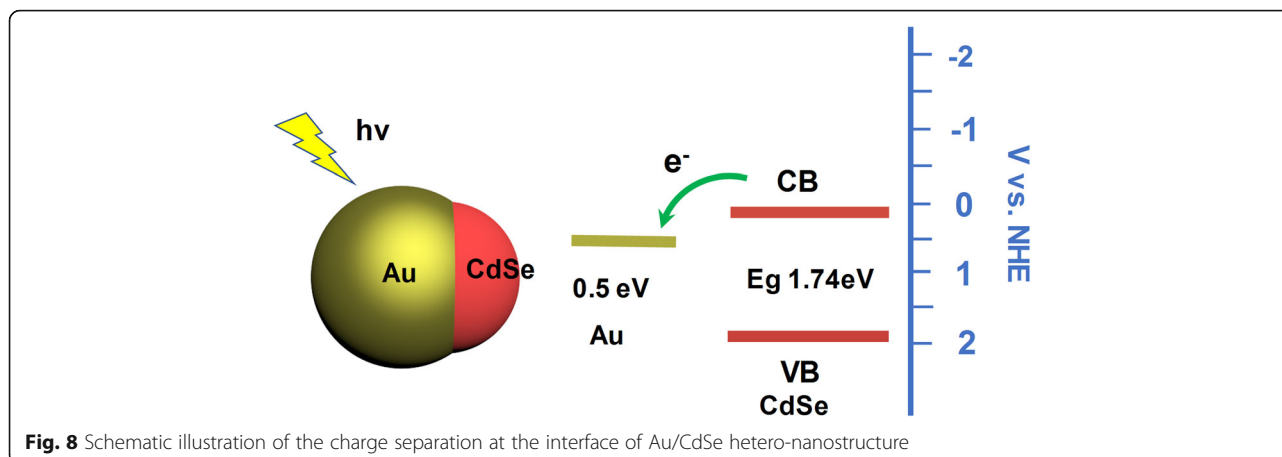 -2
hv
-1
e-
CB
0
V vs. NHE
Au
CdSe
0.5 eV
Eg 1.74eV
1
Au
2
VB
CdSe
Fig. 8 Schematic illustration of the charge separation at the interface of Au/CdSe hetero-nanostructure